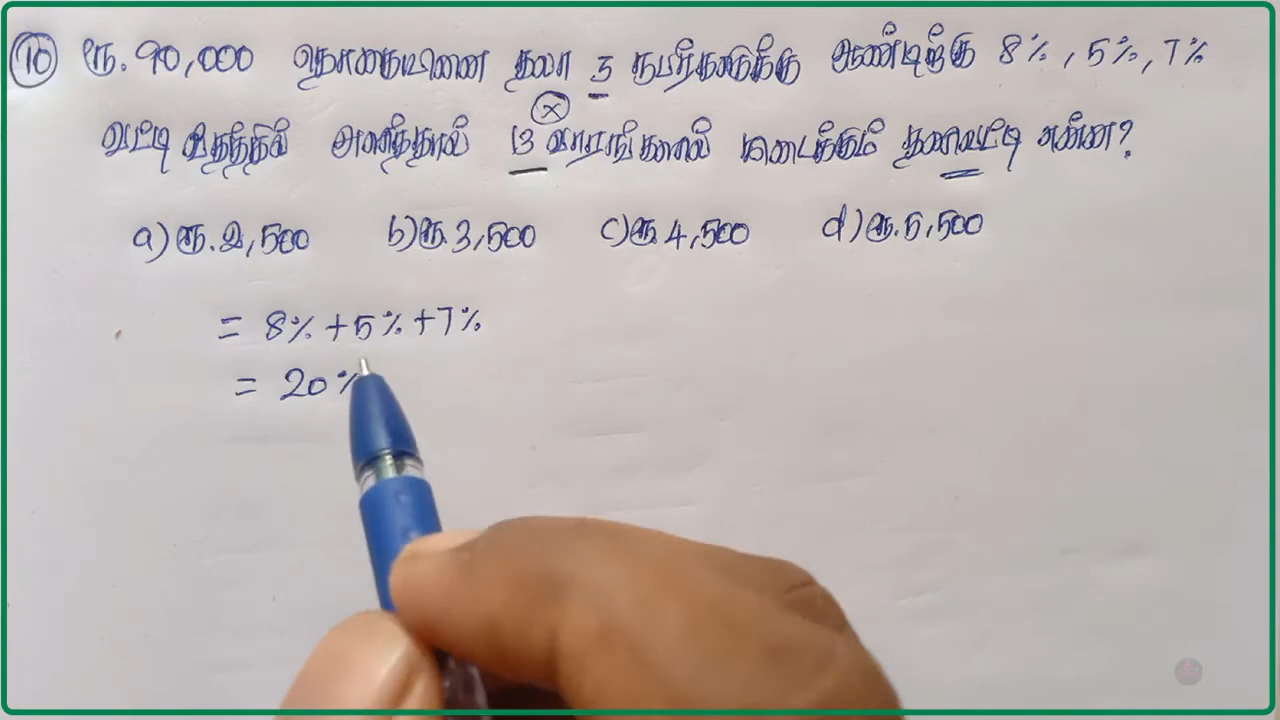 10 ரூ. 90,000 தொகையினை தலா 3 நபர்களுக்கு ஆண்டிற்கு 8%, 5%, 7%
வட்டி வீதத்தில் அளித்தால் 13 வாரங்களில் கிடைக்கும் தனிவட்டி என்ன?
a) ரூ. 2,500 b) ரூ. 3,500 c) ரூ. 4,500 d) ரூ. 5,500
= 8% + 5% + 7%
= 20%